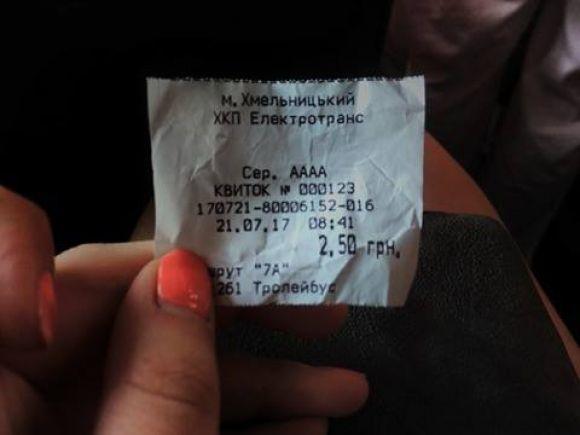 м.Хмельницький
ХКП Електротранс
Сер. АААА
КВИТОК № 000123
170721-80006152-016
21.07.17 08:41
2,50 грн.
рут "7А"
261 Тролейбус